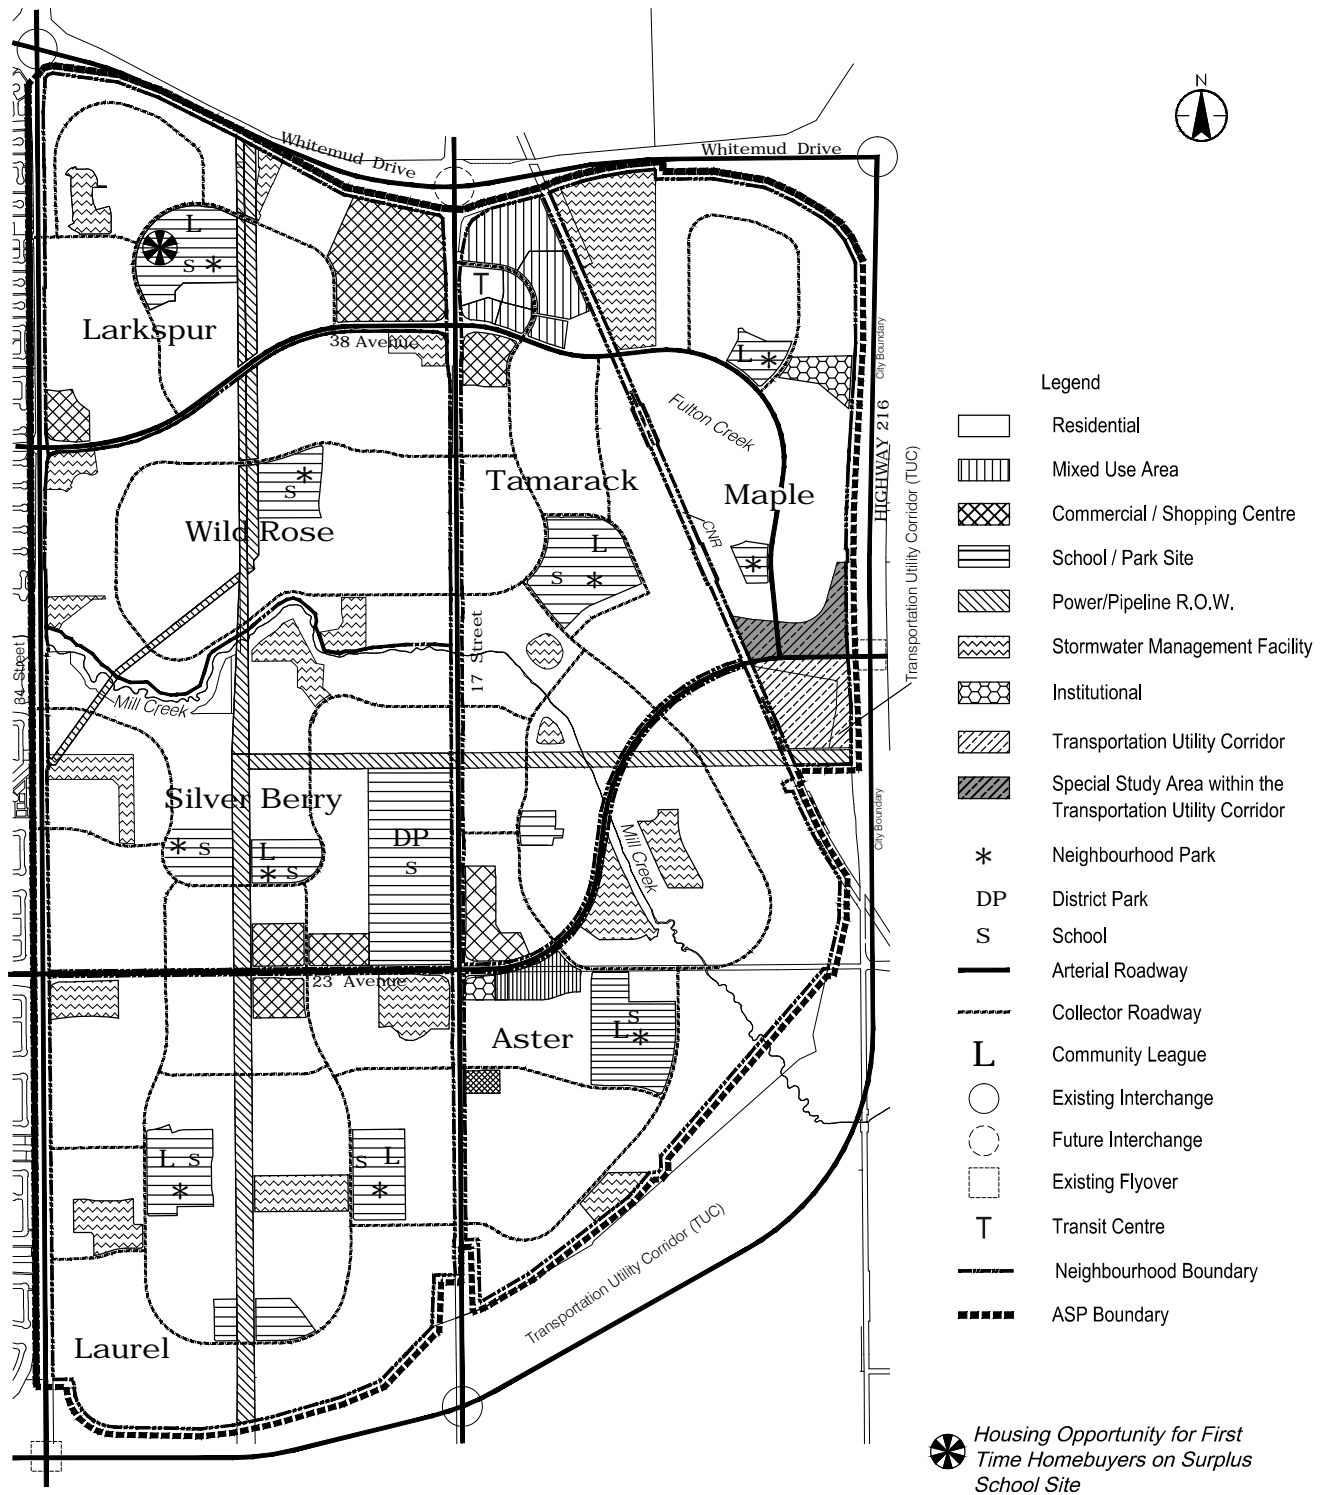 N
Whitemud Drive
Whitemud Drive
L
S *
Larkspur
T
38 Avenue
L *
City Boundary
Fulton Creek
HIGHWAY 216
Transportation Utility Corridor (TUC)
*
S
Wild Rose
Tamarack
Maple
CNR
L
S *
*
34 Street
17 Street
Mill Creek
Silver Berry
* S
L
* S
DP
S
Mill Creek
City Boundary
23 Avenue
Aster
S
L *
L S
*
S L
*
Laurel
Transportation Utility Corridor (TUC)
Legend
Residential
Mixed Use Area
Commercial / Shopping Centre
School / Park Site
Power/Pipeline R.O.W.
Stormwater Management Facility
Institutional
Transportation Utility Corridor
Special Study Area within the
Transportation Utility Corridor
* Neighbourhood Park
DP District Park
S School
Arterial Roadway
Collector Roadway
L Community League
Existing Interchange
Future Interchange
Existing Flyover
T Transit Centre
Neighbourhood Boundary
ASP Boundary
Housing Opportunity for First
Time Homebuyers on Surplus
School Site